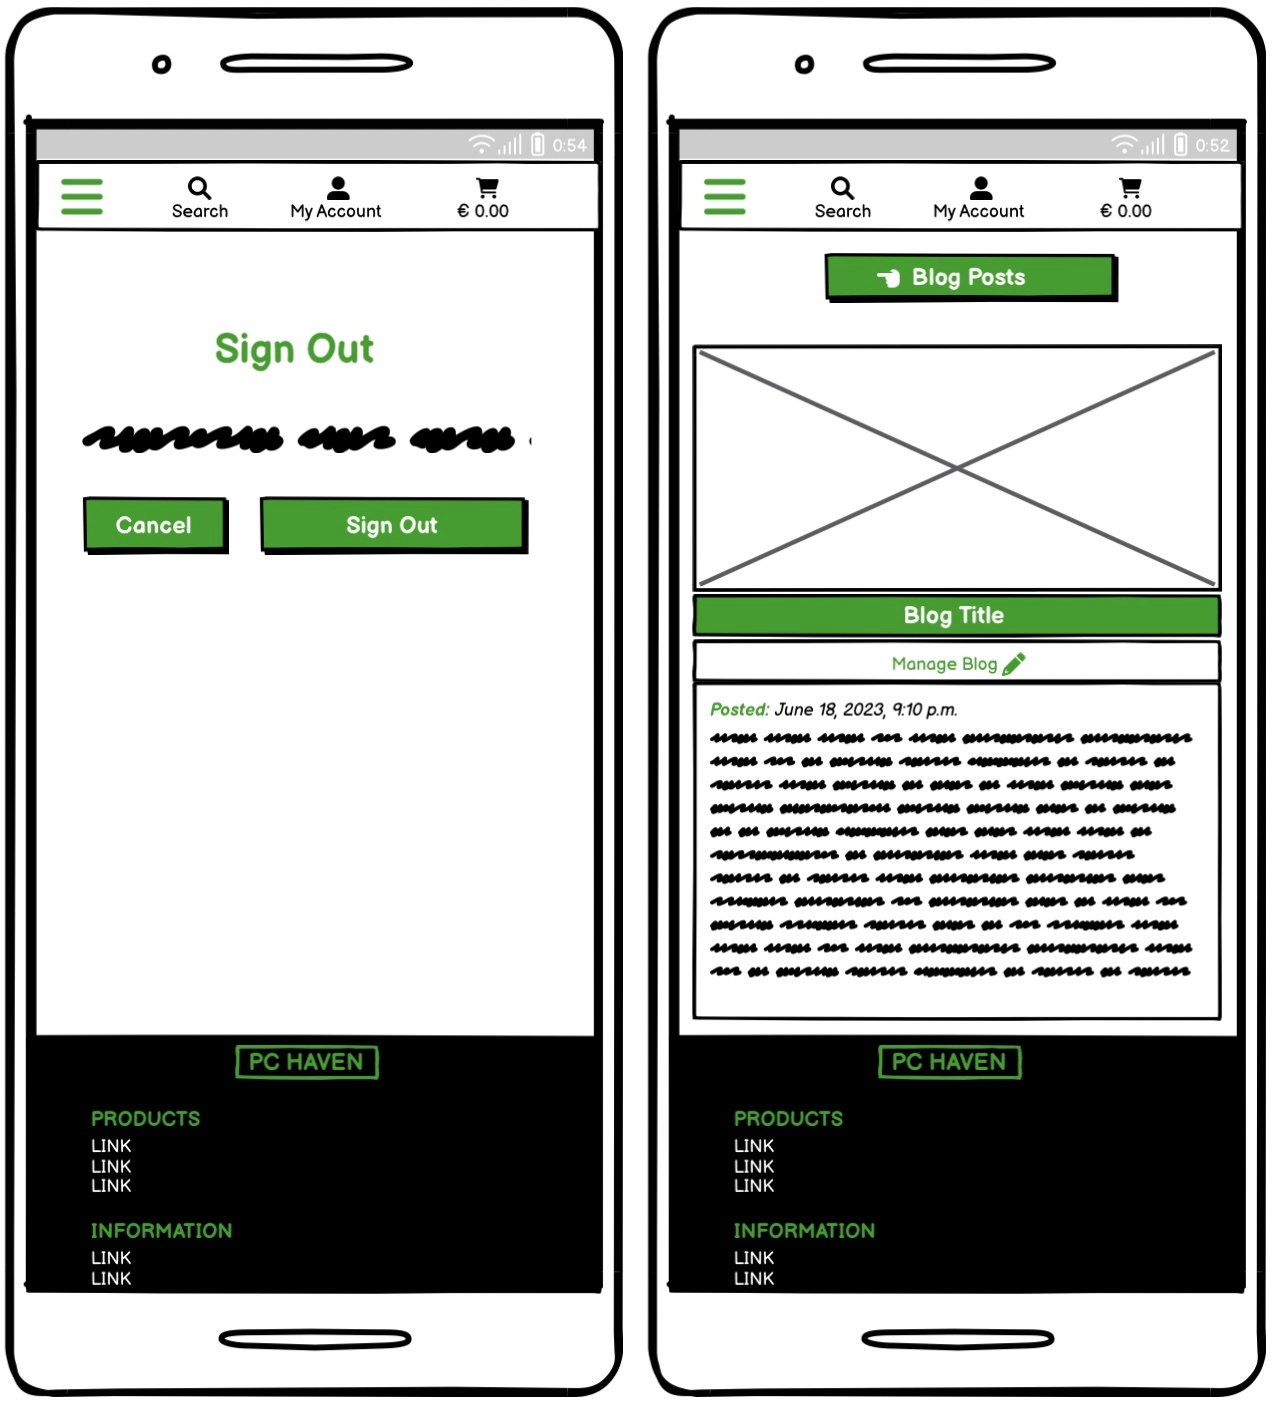 0:54
Search My Account € 0.00
Sign Out
Cancel Sign Out
PC HAVEN
PRODUCTS
LINK
LINK
LINK
INFORMATION
LINK
LINK
0:52
Search My Account € 0.00
Blog Posts
Blog Title
Manage Blog
Posted: June 18, 2023, 9:10 p.m.
PC HAVEN
PRODUCTS
LINK
LINK
LINK
INFORMATION
LINK
LINK